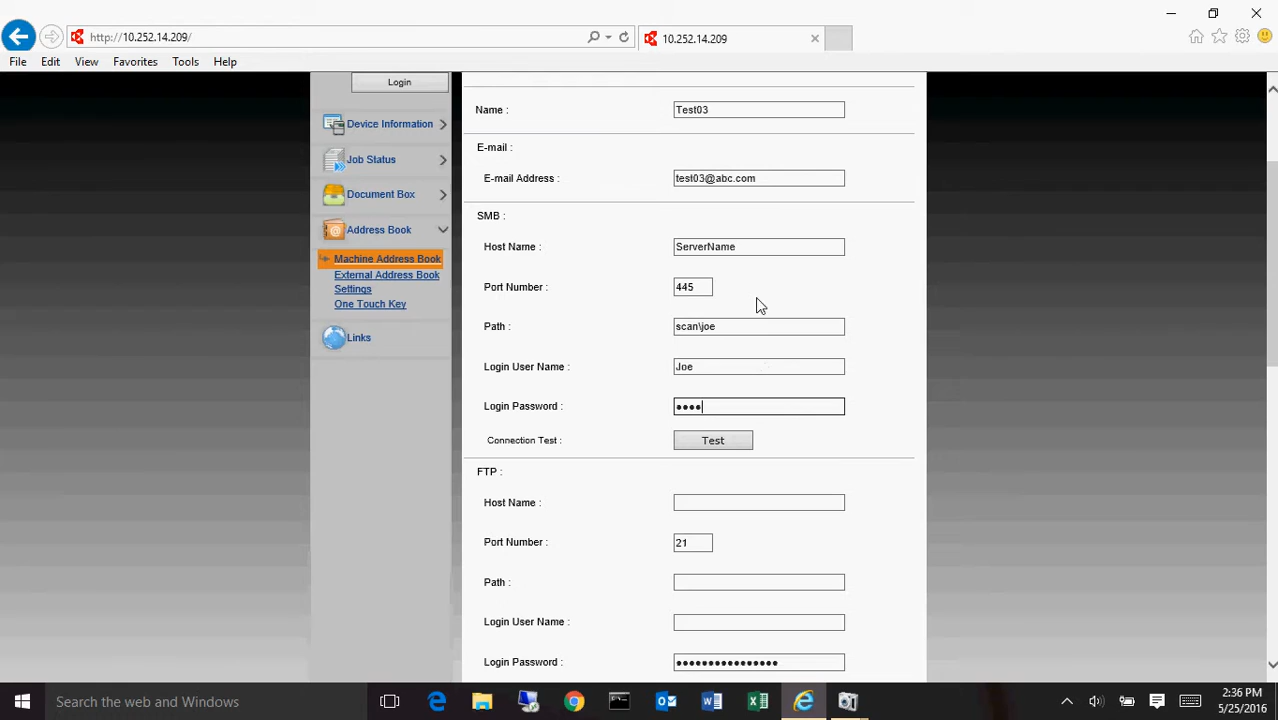 http://10.252.14.209/
10.252.14.209
File Edit View Favorites Tools Help
Login
Device Information
Job Status
Document Box
Address Book
Machine Address Book
External Address Book
Settings
One Touch Key
Links
Name : Test03
E-mail :
E-mail Address : test03@abc.com
SMB :
Host Name : ServerName
Port Number : 445
Path : scan\joe
Login User Name : Joe
Login Password : ●●●●
Connection Test : Test
FTP :
Host Name :
Port Number : 21
Path :
Login User Name :
Login Password : ●●●●●●●●●●●●●●●●
Search the web and Windows
2:36 PM
5/25/2016